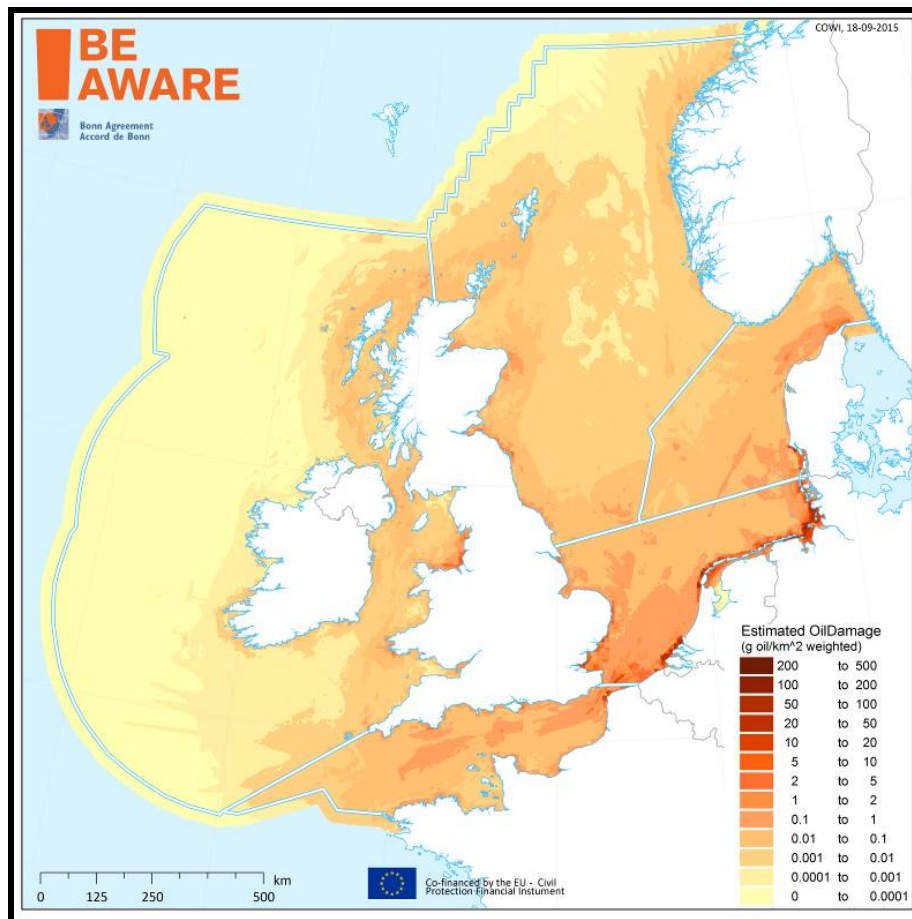 COWI, 18-09-2015
BE
AWARE
Bonn Agreement
Accord de Bonn
Estimated OilDamage
(g oil/km^2 weighted)
200 to 500
100 to 200
50 to 100
20 to 50
10 to 20
5 to 10
2 to 5
1 to 2
0.1 to 1
0.01 to 0.1
0.001 to 0.01
0.0001 to 0.001
0 to 0.0001
km
0 125 250 500
Co-financed by the EU - Civil
Protection Financial Instument